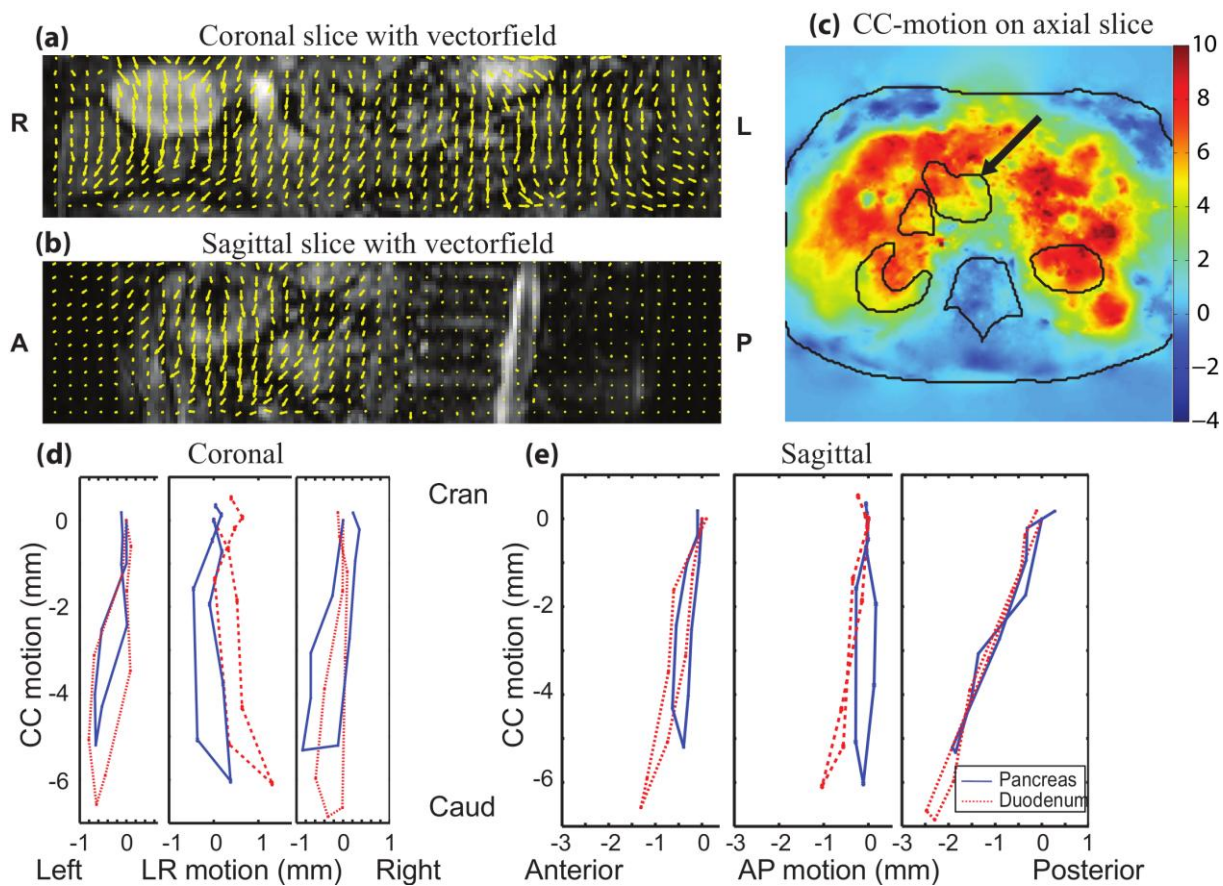 (a) Coronal slice with vectorfield
R L
(b) Sagittal slice with vectorfield
A P
(c) CC-motion on axial slice
10
8
6
4
2
0
−2
−4
(d) Coronal
CC motion (mm)
0
-2
-4
-6
-1 0 0 1 0 1
Left LR motion (mm) Right
Cran
Caud
(e) Sagittal
CC motion (mm)
0
-2
-4
-6
Pancreas
Duodenum
-3 -2 -1 0 -3 -2 -1 0 -3 -2 -1 0 1
Anterior AP motion (mm) Posterior